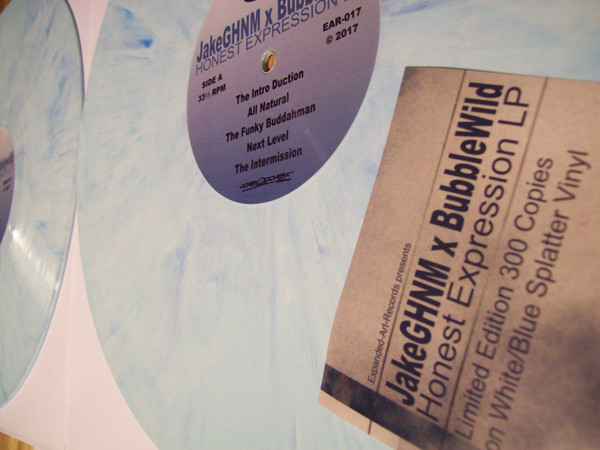 JakeGHNM x BubbleWild
HONEST EXPRESSION LP
SIDE A
33⅓ RPM
EAR-017
© 2017
The Intro Duction
All Natural
The Funky Buddahman
Next Level
The Intermission
Expanded-Art-Records presents
JakeGHNM x BubbleWild
Honest Expression LP
Limited Edition 300 Copies
on White/Blue Splatter Vinyl